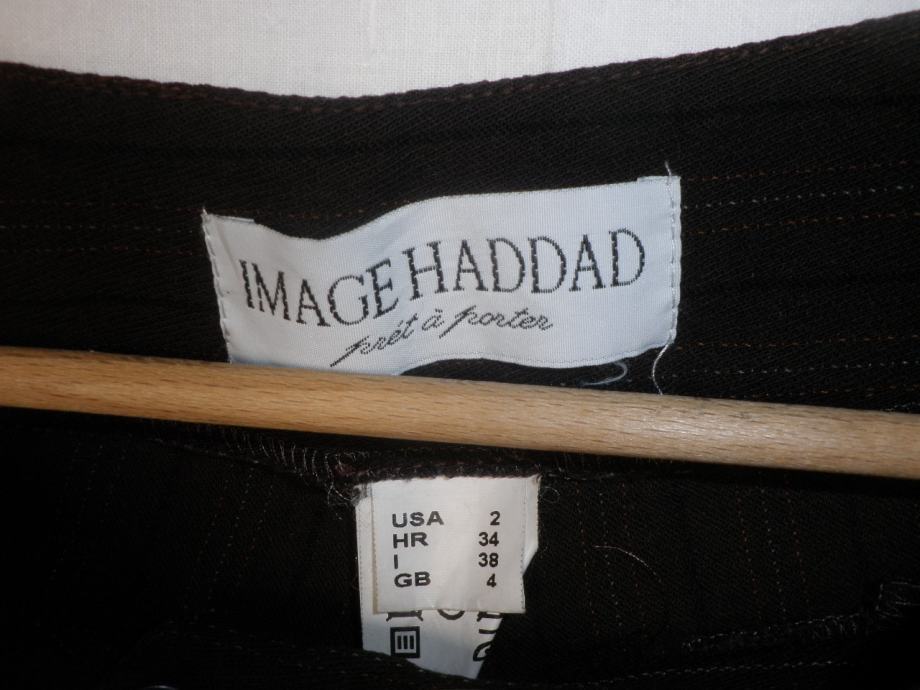 IMAGE HADDAD
prêt à porter
USA 2
HR 34
I 38
GB 4